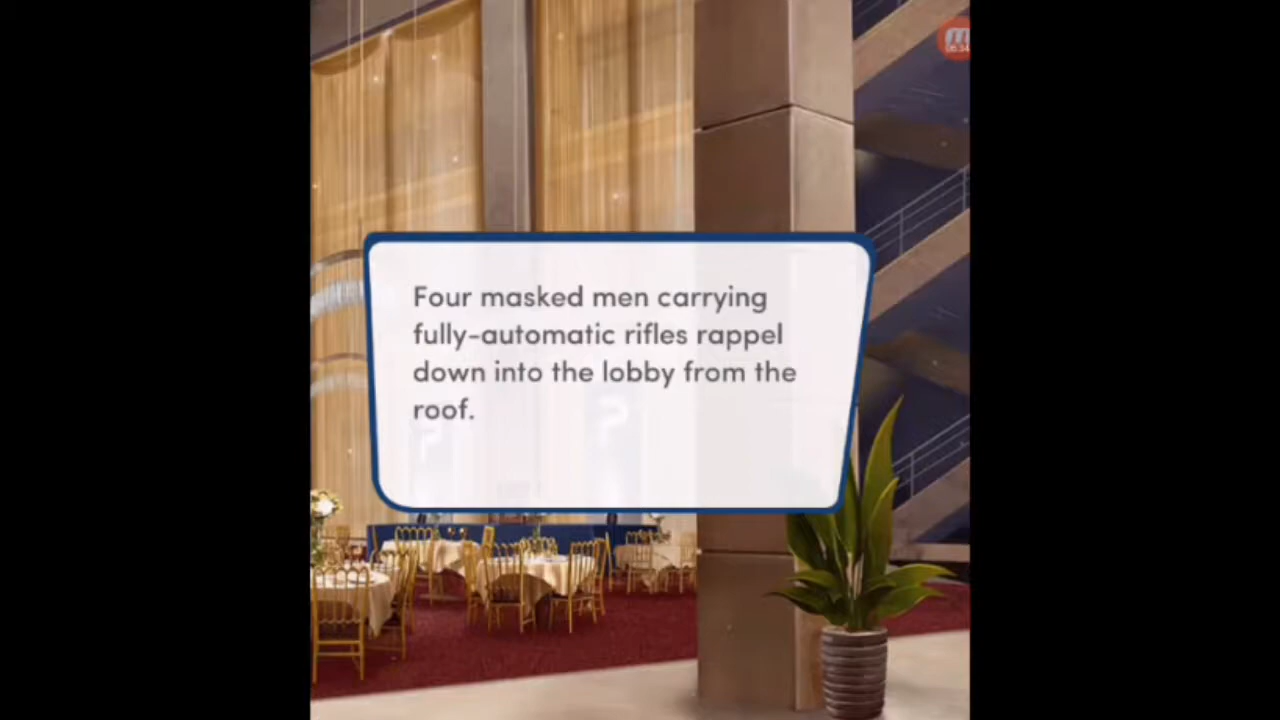 Four masked men carrying
fully-automatic rifles rappel
down into the lobby from the
roof.